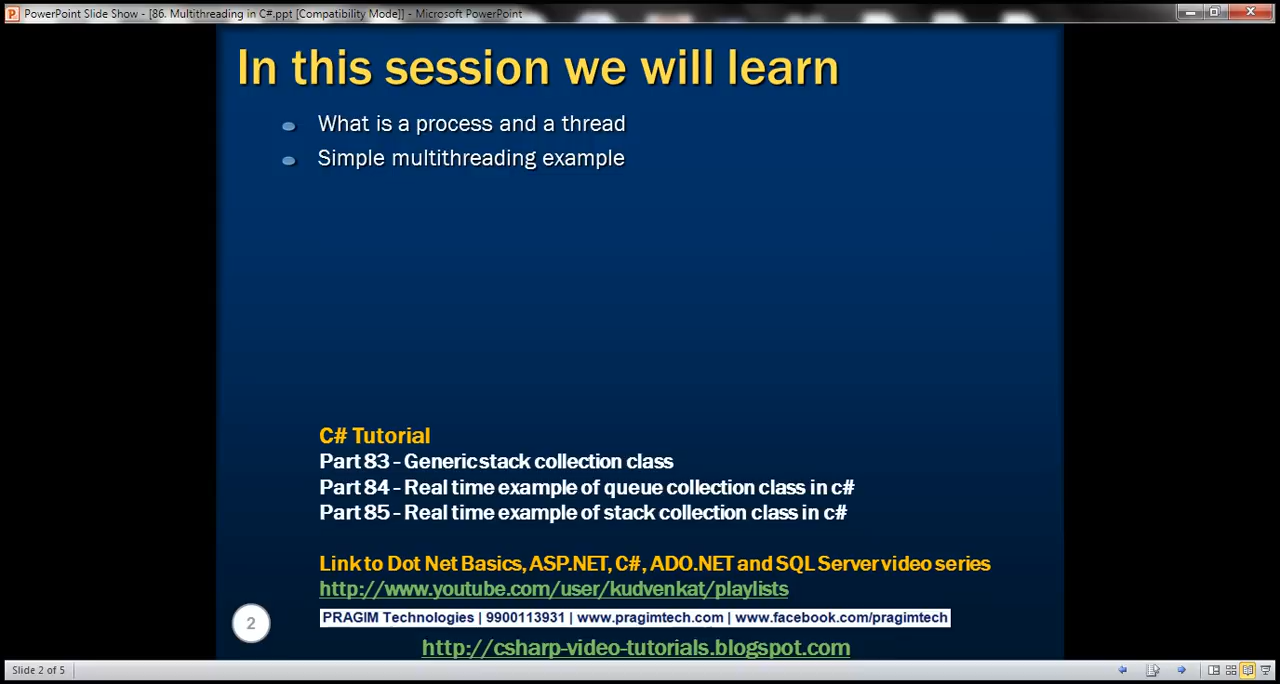 PowerPoint Slide Show - [86. Multithreading in C#.ppt [Compatibility Mode]] - Microsoft PowerPoint
In this session we will learn
What is a process and a thread
Simple multithreading example
C# Tutorial
Part 83 - Generic stack collection class
Part 84 - Real time example of queue collection class in c#
Part 85 - Real time example of stack collection class in c#
Link to Dot Net Basics, ASP.NET, C#, ADO.NET and SQL Server video series
http://www.youtube.com/user/kudvenkat/playlists
PRAGIM Technologies | 9900113931 | www.pragimtech.com | www.facebook.com/pragimtech
2
http://csharp-video-tutorials.blogspot.com
Slide 2 of 5